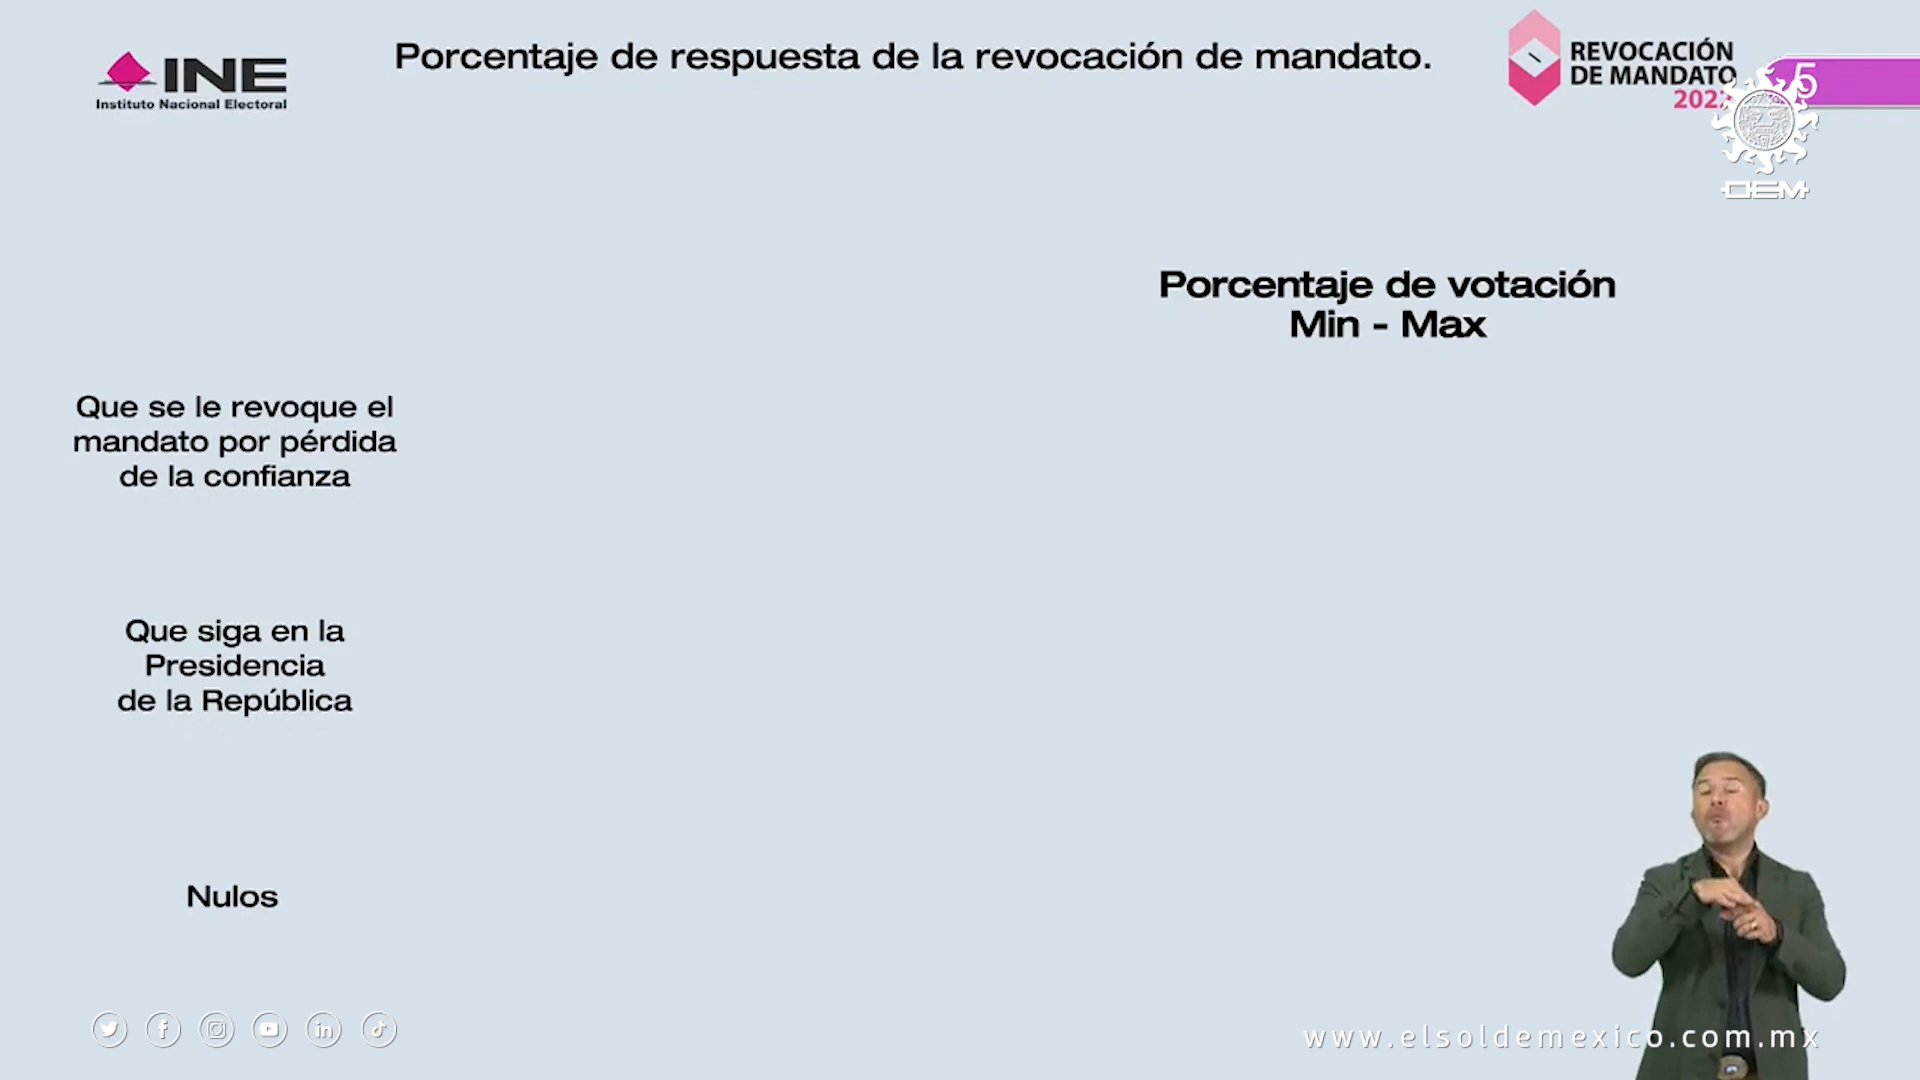 INE
Instituto Nacional Electoral
Porcentaje de respuesta de la revocación de mandato.
REVOCACIÓN
DE MANDATO
5
OEM
Porcentaje de votación
Min - Max
Que se le revoque el
mandato por pérdida
de la confianza
Que siga en la
Presidencia
de la República
Nulos
www.elsoldemexico.com.mx